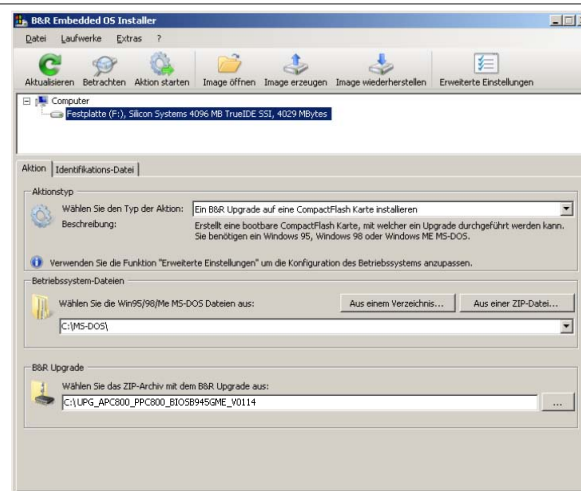 B&R Embedded OS Installer
Datei Laufwerke Extras ?
Aktualisieren Betrachten Aktion starten Image öffnen Image erzeugen Image wiederherstellen Erweiterte Einstellungen
Computer
Festplatte (F:), Silicon Systems 4096 MB TrueIDE SSI, 4029 MBytes
Aktion Identifikations-Datei
Aktionstyp
Wählen Sie den Typ der Aktion: Ein B&R Upgrade auf eine CompactFlash Karte installieren
Beschreibung: Erstellt eine bootbare CompactFlash Karte, mit welcher ein Upgrade durchgeführt werden kann.
Sie benötigen ein Windows 95, Windows 98 oder Windows ME MS-DOS.
Verwenden Sie die Funktion "Erweiterte Einstellungen" um die Konfiguration des Betriebssystems anzupassen.
Betriebssystem-Dateien
Wählen Sie die Win95/98/Me MS-DOS Dateien aus: Aus einem Verzeichnis... Aus einer ZIP-Datei...
C:\MS-DOS\
B&R Upgrade
Wählen Sie das ZIP-Archiv mit dem B&R Upgrade aus:
C:\UPG_APC800_PPC800_BIOSB945GME_V0114 ...